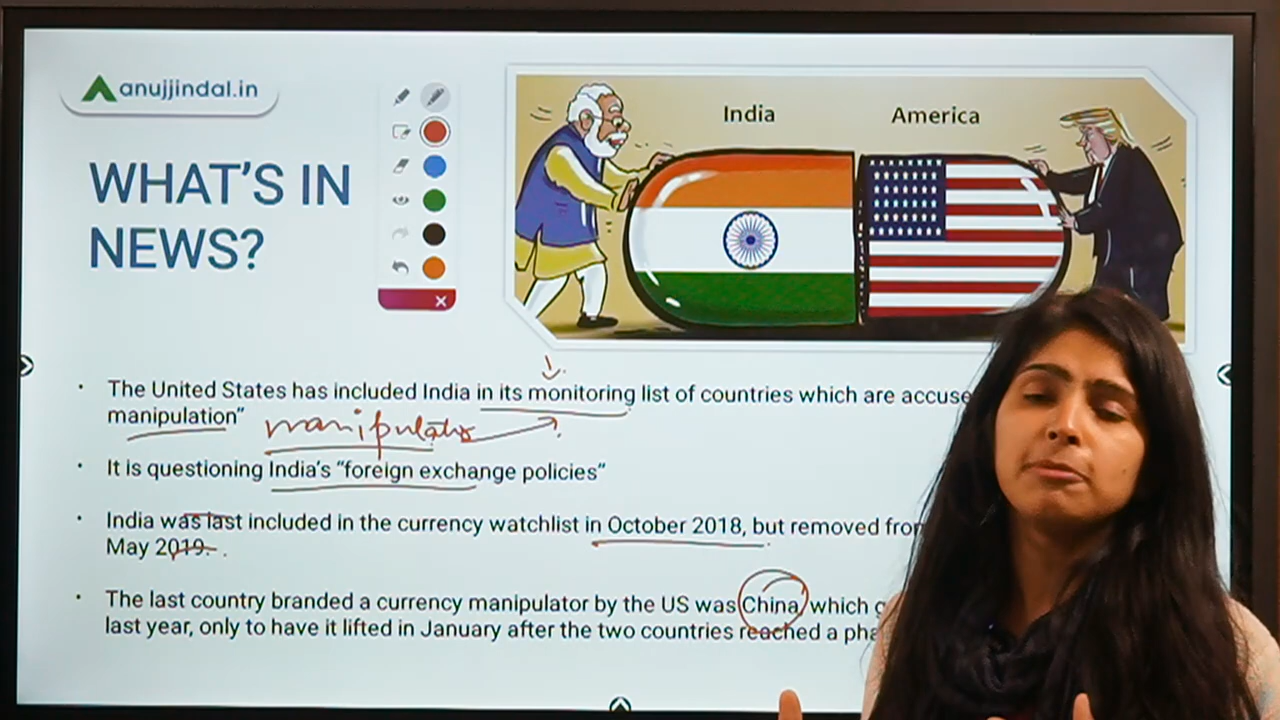 anujjindal.in
WHAT'S IN
NEWS?
India
America
The United States has included India in its monitoring list of countries which are accuse
manipulation"
manipulator
It is questioning India's "foreign exchange policies"
India was last included in the currency watchlist in October 2018, but removed from
May 2019.
The last country branded a currency manipulator by the US was China, which
last year, only to have it lifted in January after the two countries reached a pha